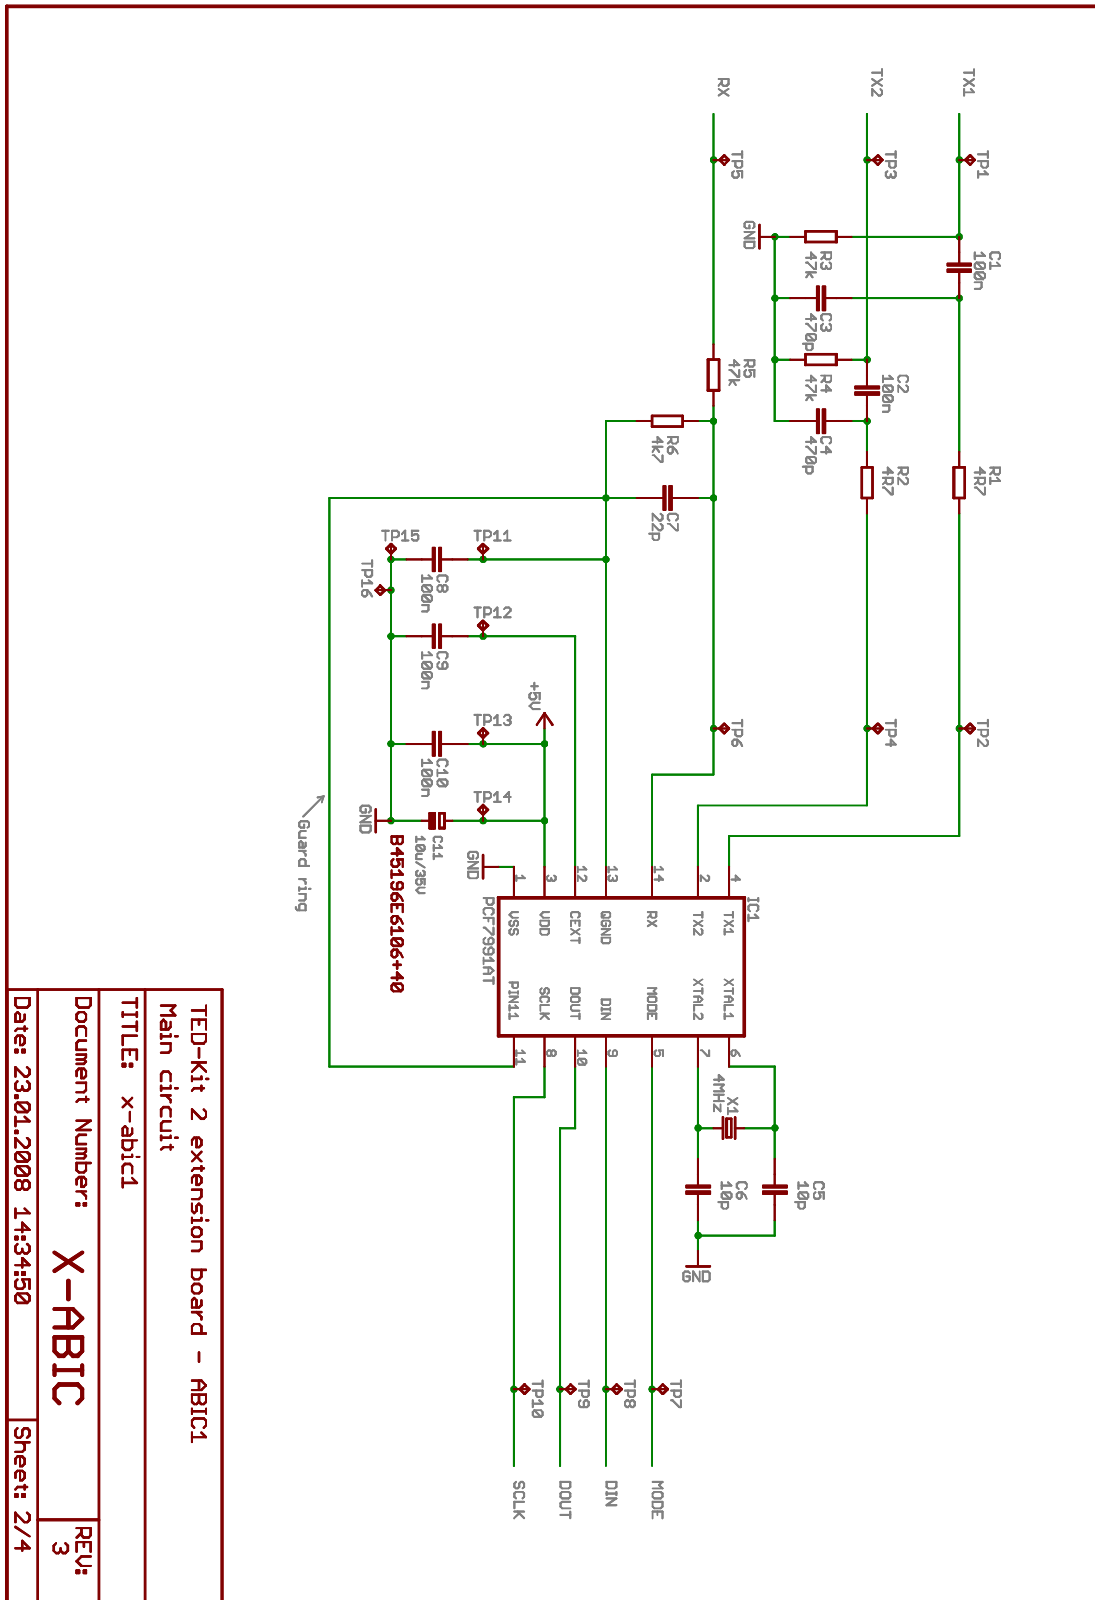 TX1
TP1
C1
100n
R1
4R7
TP2
TX2
TP3
C2
100n
R2
4R7
TP4
GND
R3
47k
C3
470p
R4
47k
C4
470p
RX
TP5
R5
47k
TP6
R6
4k7
C7
22p
TP15
TP11
C8
100n
TP16
TP12
C9
100n
+5V
TP13
C10
100n
TP14
GND
C11
10u/35V
B45196E6106+40
Guard ring
GND
IC1
PCF7991AT
4
TX1
2
TX2
14
RX
13
QGND
12
CEXT
3
VDD
1
VSS
XTAL1
6
XTAL2
7
MODE
5
DIN
9
DOUT
10
SCLK
8
PIN11
11
X1
4MHz
C5
10p
C6
10p
GND
TP7
TP8
TP9
TP10
MODE
DIN
DOUT
SCLK
TED-Kit 2 extension board - ABIC1
Main circuit
TITLE: x-abic1
Document Number:
X-ABIC
REV:
3
Date: 23.01.2008 14:34:50
Sheet: 2/4